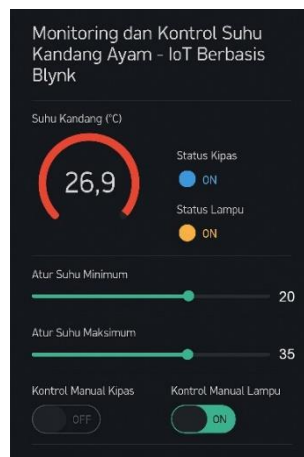 Monitoring dan Kontrol Suhu
Kandang Ayam - IoT Berbasis
Blynk
Suhu Kandang (°C)
26,9
Status Kipas
ON
Status Lampu
ON
Atur Suhu Minimum
20
Atur Suhu Maksimum
35
Kontrol Manual Kipas
Kontrol Manual Lampu
OFF
ON